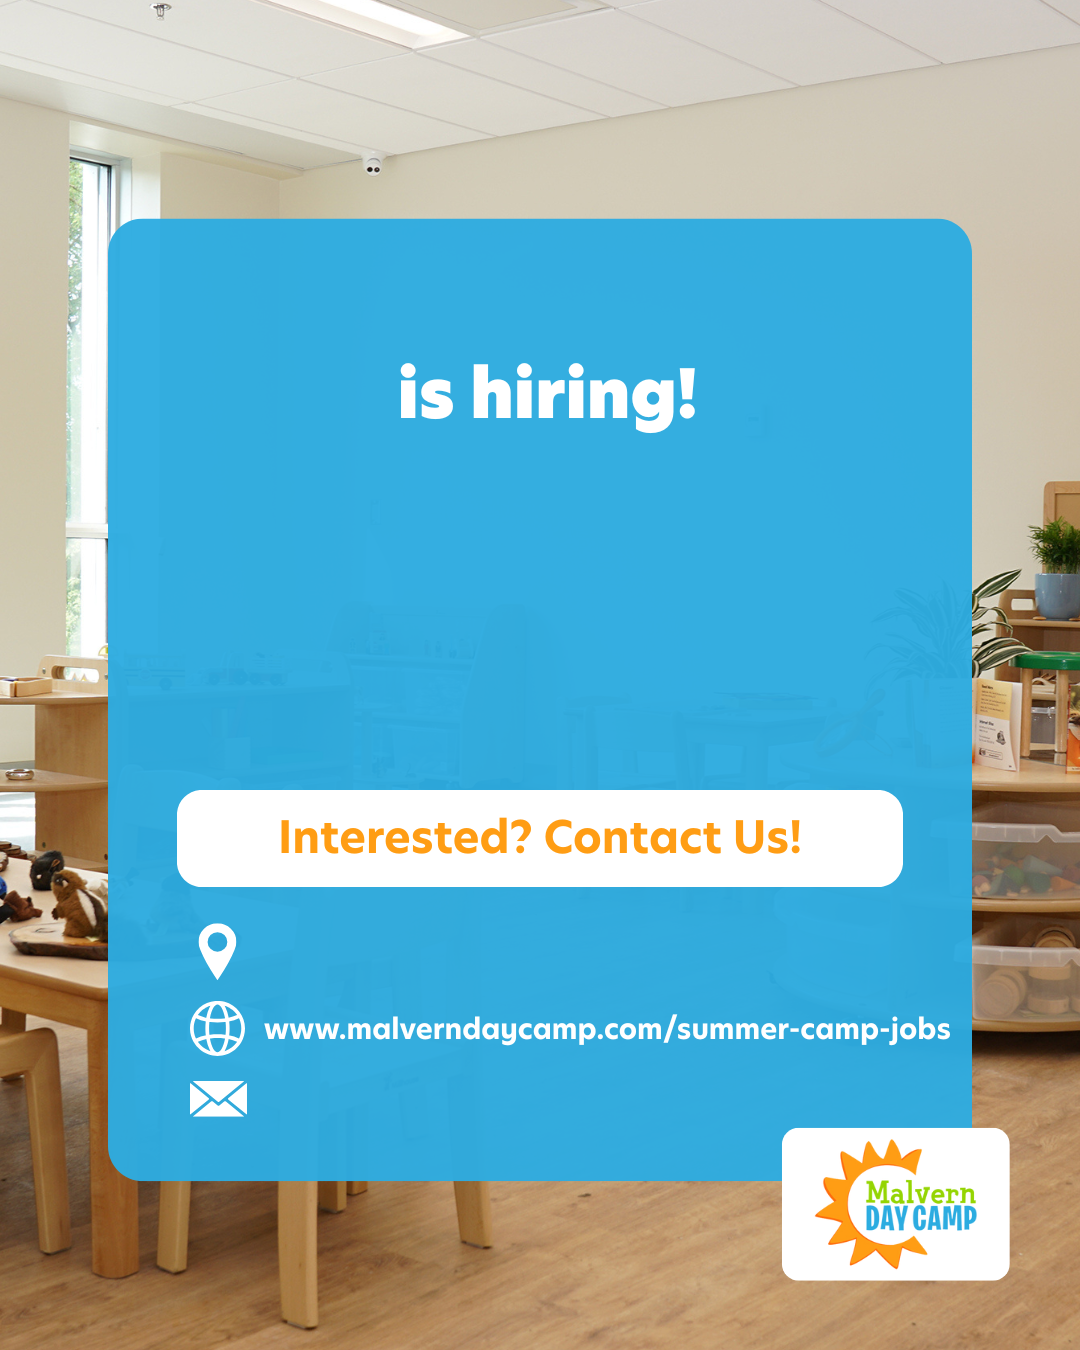 is hiring!
Interested? Contact Us!
www.malverndaycamp.com/summer-camp-jobs
Malvern
DAY CAMP